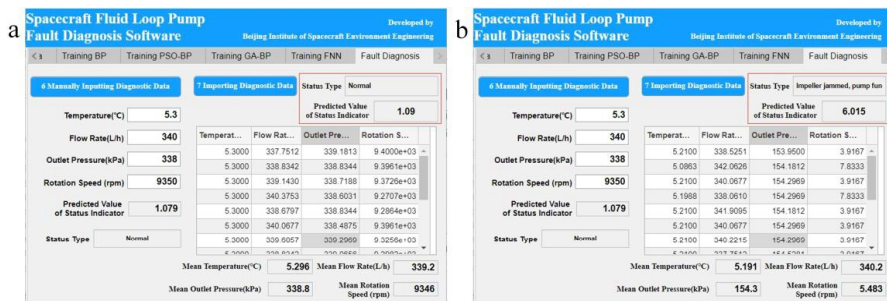 a
Spacecraft Fluid Loop Pump
Fault Diagnosis Software
Developed by
Beijing Institute of Spacecraft Environment Engineering
Training BP Training PSO-BP Training GA-BP Training FNN Fault Diagnosis
6 Manually Inputting Diagnostic Data
7 Importing Diagnostic Data
Status Type Normal
Predicted Value
of Status Indicator 1.09
Temperature(℃) 5.3
Flow Rate(L/h) 340
Outlet Pressure(kPa) 338
Rotation Speed (rpm) 9350
Predicted Value
of Status Indicator 1.079
Status Type Normal
Temperat... Flow Rat... Outlet Pre... Rotation S...
5.3000 337.7512 339.1813 9.4000e+03
5.3000 338.8342 338.8344 9.3961e+03
5.3000 339.1430 338.7188 9.3726e+03
5.3000 340.3753 338.6031 9.2707e+03
5.3000 338.6797 338.8344 9.2864e+03
5.3000 340.0677 338.4875 9.3961e+03
5.3000 339.6057 339.2969 9.3256e+03
Mean Temperature(℃) 5.296 Mean Flow Rate(L/h) 339.2
Mean Outlet Pressure(kPa) 338.8 Mean Rotation
Speed (rpm) 9346
b
Spacecraft Fluid Loop Pump
Fault Diagnosis Software
Developed by
Beijing Institute of Spacecraft Environment Engineering
Training BP Training PSO-BP Training GA-BP Training FNN Fault Diagnosis
6 Manually Inputting Diagnostic Data
7 Importing Diagnostic Data
Status Type Impeller jammed, pump fun
Predicted Value
of Status Indicator 6.015
Temperature(℃) 5.3
Flow Rate(L/h) 340
Outlet Pressure(kPa) 338
Rotation Speed (rpm) 9350
Predicted Value
of Status Indicator 1.079
Status Type Normal
Temperat... Flow Rat... Outlet Pre... Rotation S...
5.2100 338.5251 153.9500 3.9167
5.0863 342.0626 154.1812 7.8333
5.2100 340.0677 154.2969 3.9167
5.1988 338.0610 154.2969 7.8333
5.2100 341.9095 154.1812 3.9167
5.2100 340.0677 154.2969 3.9167
5.2100 340.2215 154.2969 3.9167
Mean Temperature(℃) 5.191 Mean Flow Rate(L/h) 340.2
Mean Outlet Pressure(kPa) 154.3 Mean Rotation
Speed (rpm) 5.483